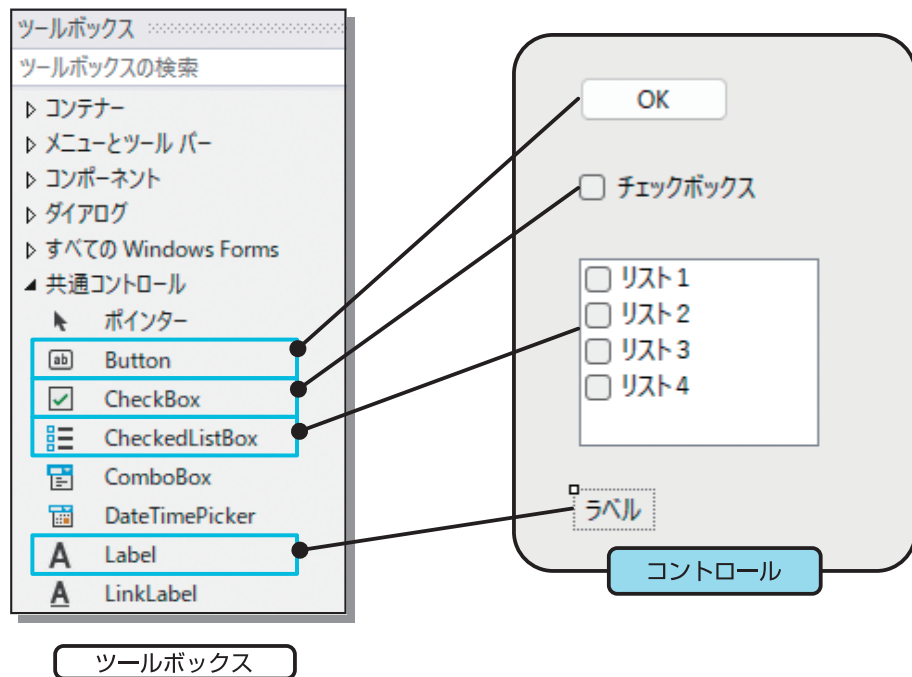 ツールボックス
ツールボックスの検索
コンテナー
メニューとツール バー
コンポーネント
ダイアログ
すべての Windows Forms
共通コントロール
ポインター
ab Button
CheckBox
CheckedListBox
ComboBox
DateTimePicker
A Label
A LinkLabel
ツールボックス
OK
チェックボックス
リスト 1
リスト 2
リスト 3
リスト 4
ラベル
コントロール